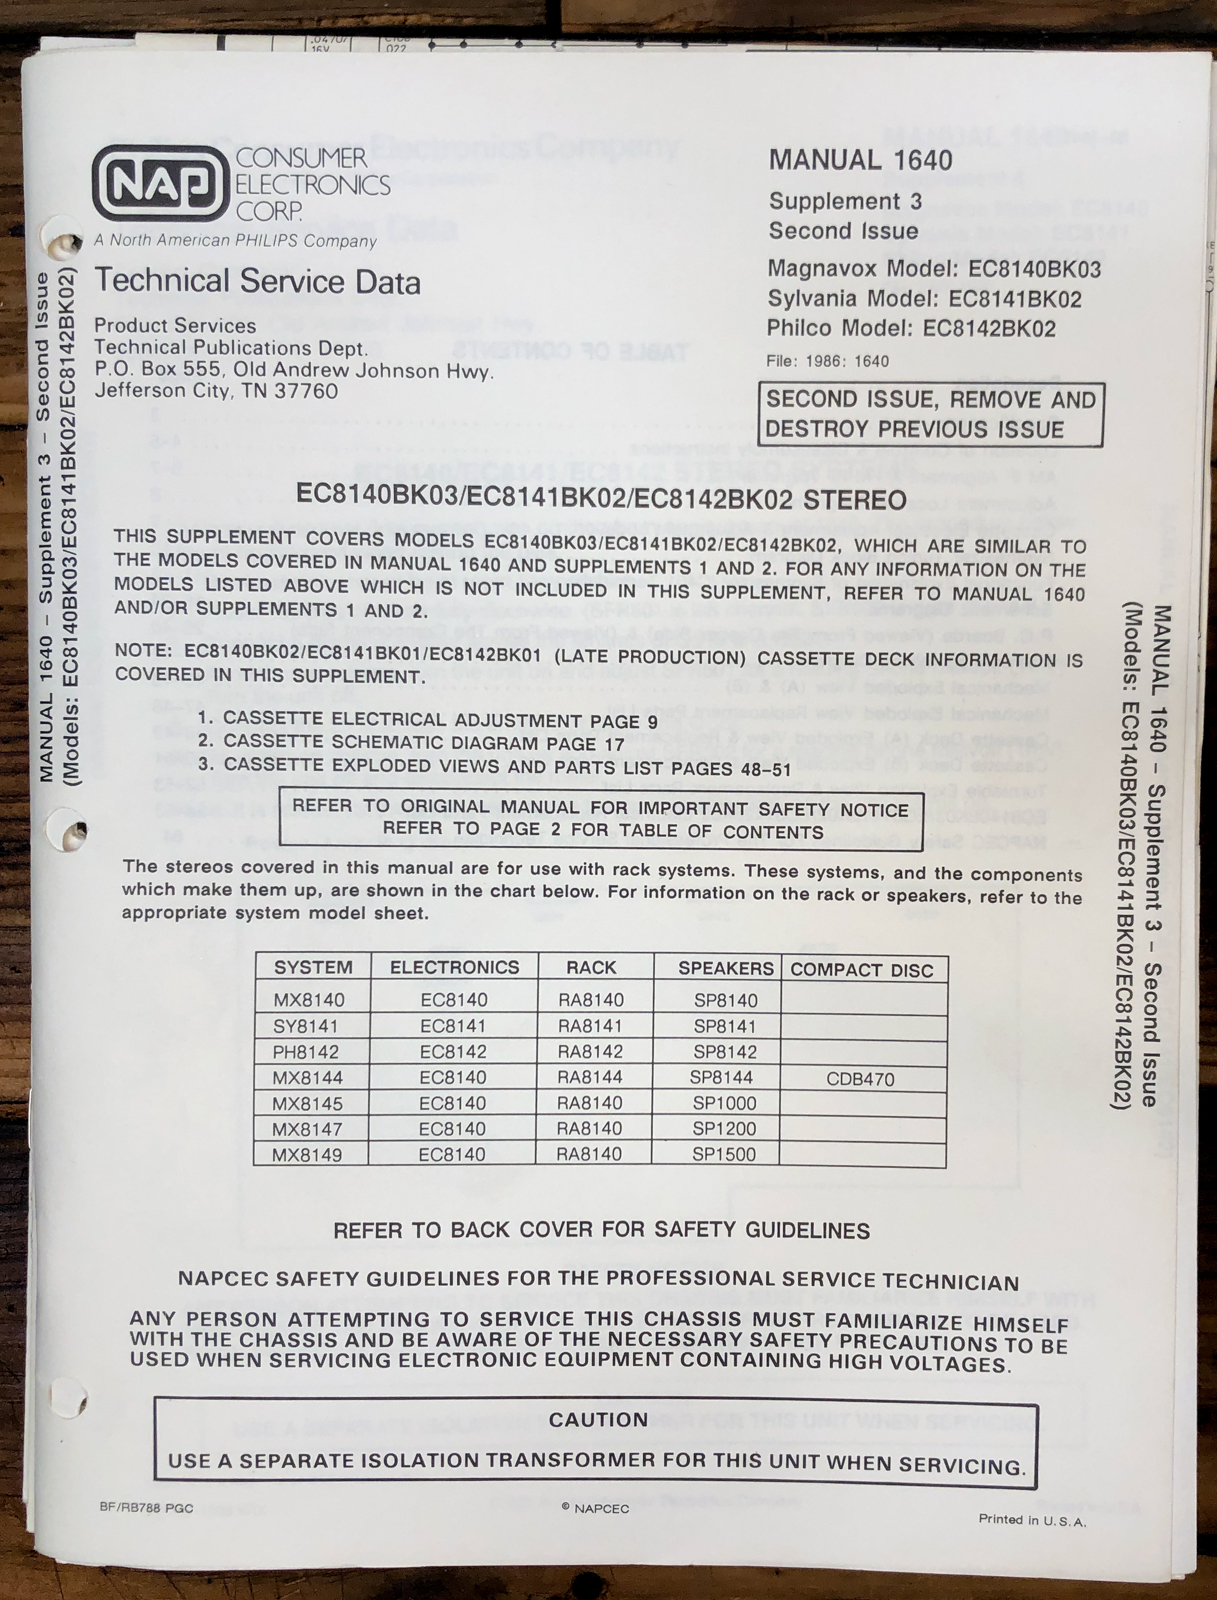 .047U
16V
022
NAP CONSUMER
ELECTRONICS
CORP.
A North American PHILIPS Company
Technical Service Data
Product Services
Technical Publications Dept.
P.O. Box 555, Old Andrew Johnson Hwy.
Jefferson City, TN 37760
MANUAL 1640
Supplement 3
Second Issue
Magnavox Model: EC8140BK03
Sylvania Model: EC8141BK02
Philco Model: EC8142BK02
File: 1986: 1640
SECOND ISSUE, REMOVE AND
DESTROY PREVIOUS ISSUE
MANUAL 1640 – Supplement 3 – Second Issue
(Models: EC8140BK03/EC8141BK02/EC8142BK02)
EC8140BK03/EC8141BK02/EC8142BK02 STEREO
THIS SUPPLEMENT COVERS MODELS EC8140BK03/EC8141BK02/EC8142BK02, WHICH ARE SIMILAR TO
THE MODELS COVERED IN MANUAL 1640 AND SUPPLEMENTS 1 AND 2. FOR ANY INFORMATION ON THE
MODELS LISTED ABOVE WHICH IS NOT INCLUDED IN THIS SUPPLEMENT, REFER TO MANUAL 1640
AND/OR SUPPLEMENTS 1 AND 2.
NOTE: EC8140BK02/EC8141BK01/EC8142BK01 (LATE PRODUCTION) CASSETTE DECK INFORMATION IS
COVERED IN THIS SUPPLEMENT.
1. CASSETTE ELECTRICAL ADJUSTMENT PAGE 9
2. CASSETTE SCHEMATIC DIAGRAM PAGE 17
3. CASSETTE EXPLODED VIEWS AND PARTS LIST PAGES 48–51
REFER TO ORIGINAL MANUAL FOR IMPORTANT SAFETY NOTICE
REFER TO PAGE 2 FOR TABLE OF CONTENTS
The stereos covered in this manual are for use with rack systems. These systems, and the components
which make them up, are shown in the chart below. For information on the rack or speakers, refer to the
appropriate system model sheet.
SYSTEM ELECTRONICS RACK SPEAKERS COMPACT DISC
MX8140 EC8140 RA8140 SP8140
SY8141 EC8141 RA8141 SP8141
PH8142 EC8142 RA8142 SP8142
MX8144 EC8140 RA8144 SP8144 CDB470
MX8145 EC8140 RA8140 SP1000
MX8147 EC8140 RA8140 SP1200
MX8149 EC8140 RA8140 SP1500
MANUAL 1640 – Supplement 3 – Second Issue
(Models: EC8140BK03/EC8141BK02/EC8142BK02)
REFER TO BACK COVER FOR SAFETY GUIDELINES
NAPCEC SAFETY GUIDELINES FOR THE PROFESSIONAL SERVICE TECHNICIAN
ANY PERSON ATTEMPTING TO SERVICE THIS CHASSIS MUST FAMILIARIZE HIMSELF
WITH THE CHASSIS AND BE AWARE OF THE NECESSARY SAFETY PRECAUTIONS TO BE
USED WHEN SERVICING ELECTRONIC EQUIPMENT CONTAINING HIGH VOLTAGES.
CAUTION
USE A SEPARATE ISOLATION TRANSFORMER FOR THIS UNIT WHEN SERVICING.
BF/RB788 PGC
© NAPCEC
Printed in U.S.A.